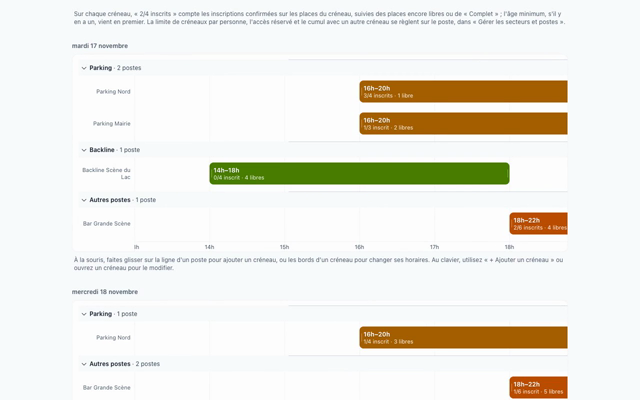 Sur chaque créneau, « 2/4 inscrits » compte les inscriptions confirmées sur les places du créneau, suivies des places encore libres ou de « Complet » ; l'âge minimum, s'il y
en a un, vient en premier. La limite de créneaux par personne, l'accès réservé et le cumul avec un autre créneau se règlent sur le poste, dans « Gérer les secteurs et postes ».
mardi 17 novembre
Parking · 2 postes
Parking Nord
16h–20h
3/4 inscrits · 1 libre
Parking Mairie
16h–20h
1/3 inscrit · 2 libres
Backline · 1 poste
Backline Scène du
Lac
14h–18h
0/4 inscrit · 4 libres
Autres postes · 1 poste
Bar Grande Scène
18h–22h
2/6 inscrits · 4 libres
14h 15h 16h 17h 18h
À la souris, faites glisser sur la ligne d'un poste pour ajouter un créneau, ou les bords d'un créneau pour changer ses horaires. Au clavier, utilisez « + Ajouter un créneau » ou
ouvrez un créneau pour le modifier.
mercredi 18 novembre
Parking · 1 poste
Parking Nord
16h–20h
1/4 inscrit · 3 libres
Autres postes · 2 postes
Bar Grande Scène
18h–22h
1/6 inscrit · 5 libres